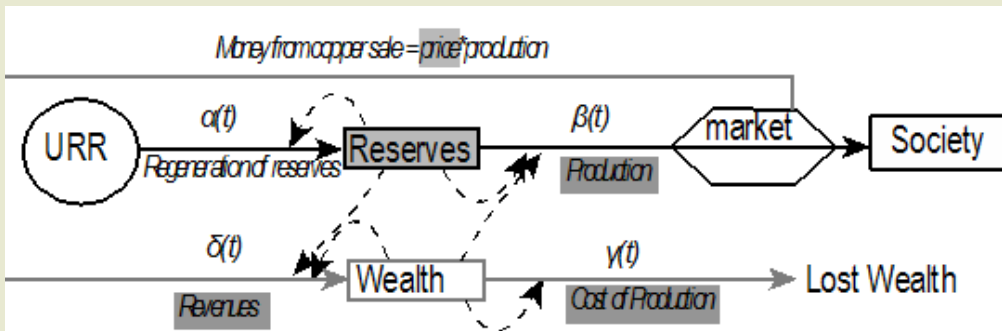 Money from copper sale = price*production
α(t)
β(t)
URR
market
Society
Reserves
Regeneration of reserves
Production
δ(t)
γ(t)
Wealth
Lost Wealth
Revenues
Cost of Production